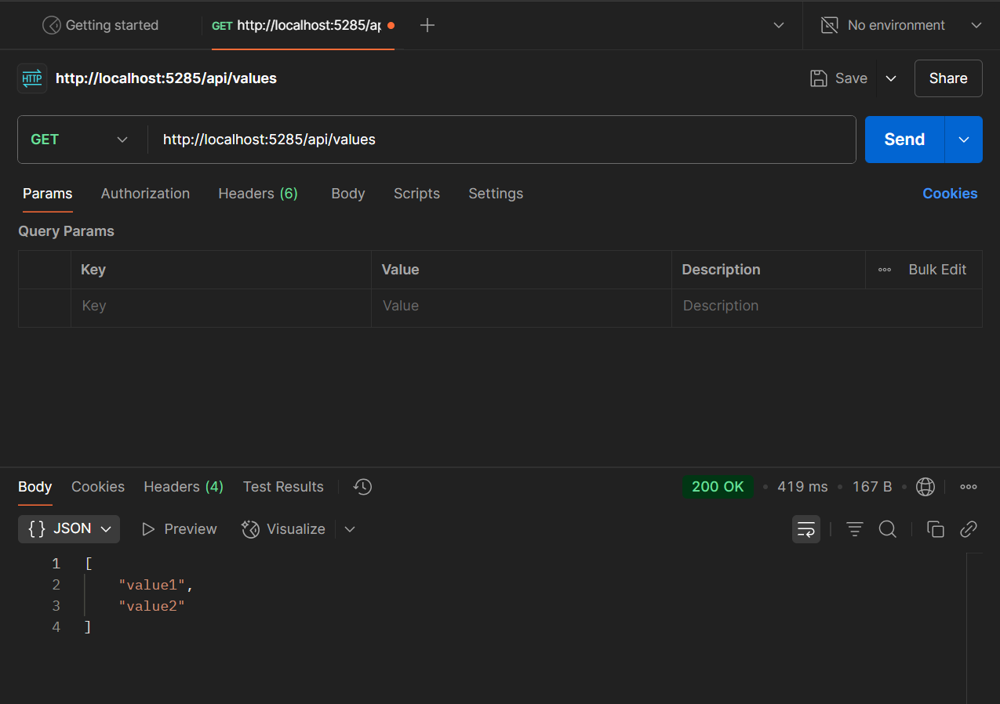 Getting started GET http://localhost:5285/ap No environment
HTTP http://localhost:5285/api/values Save Share
GET http://localhost:5285/api/values Send
Params Authorization Headers (6) Body Scripts Settings Cookies
Query Params
Key Value Description Bulk Edit
Key Value Description
Body Cookies Headers (4) Test Results 200 OK • 419 ms • 167 B •
{} JSON Preview Visualize
1 [
2 "value1",
3 "value2"
4 ]